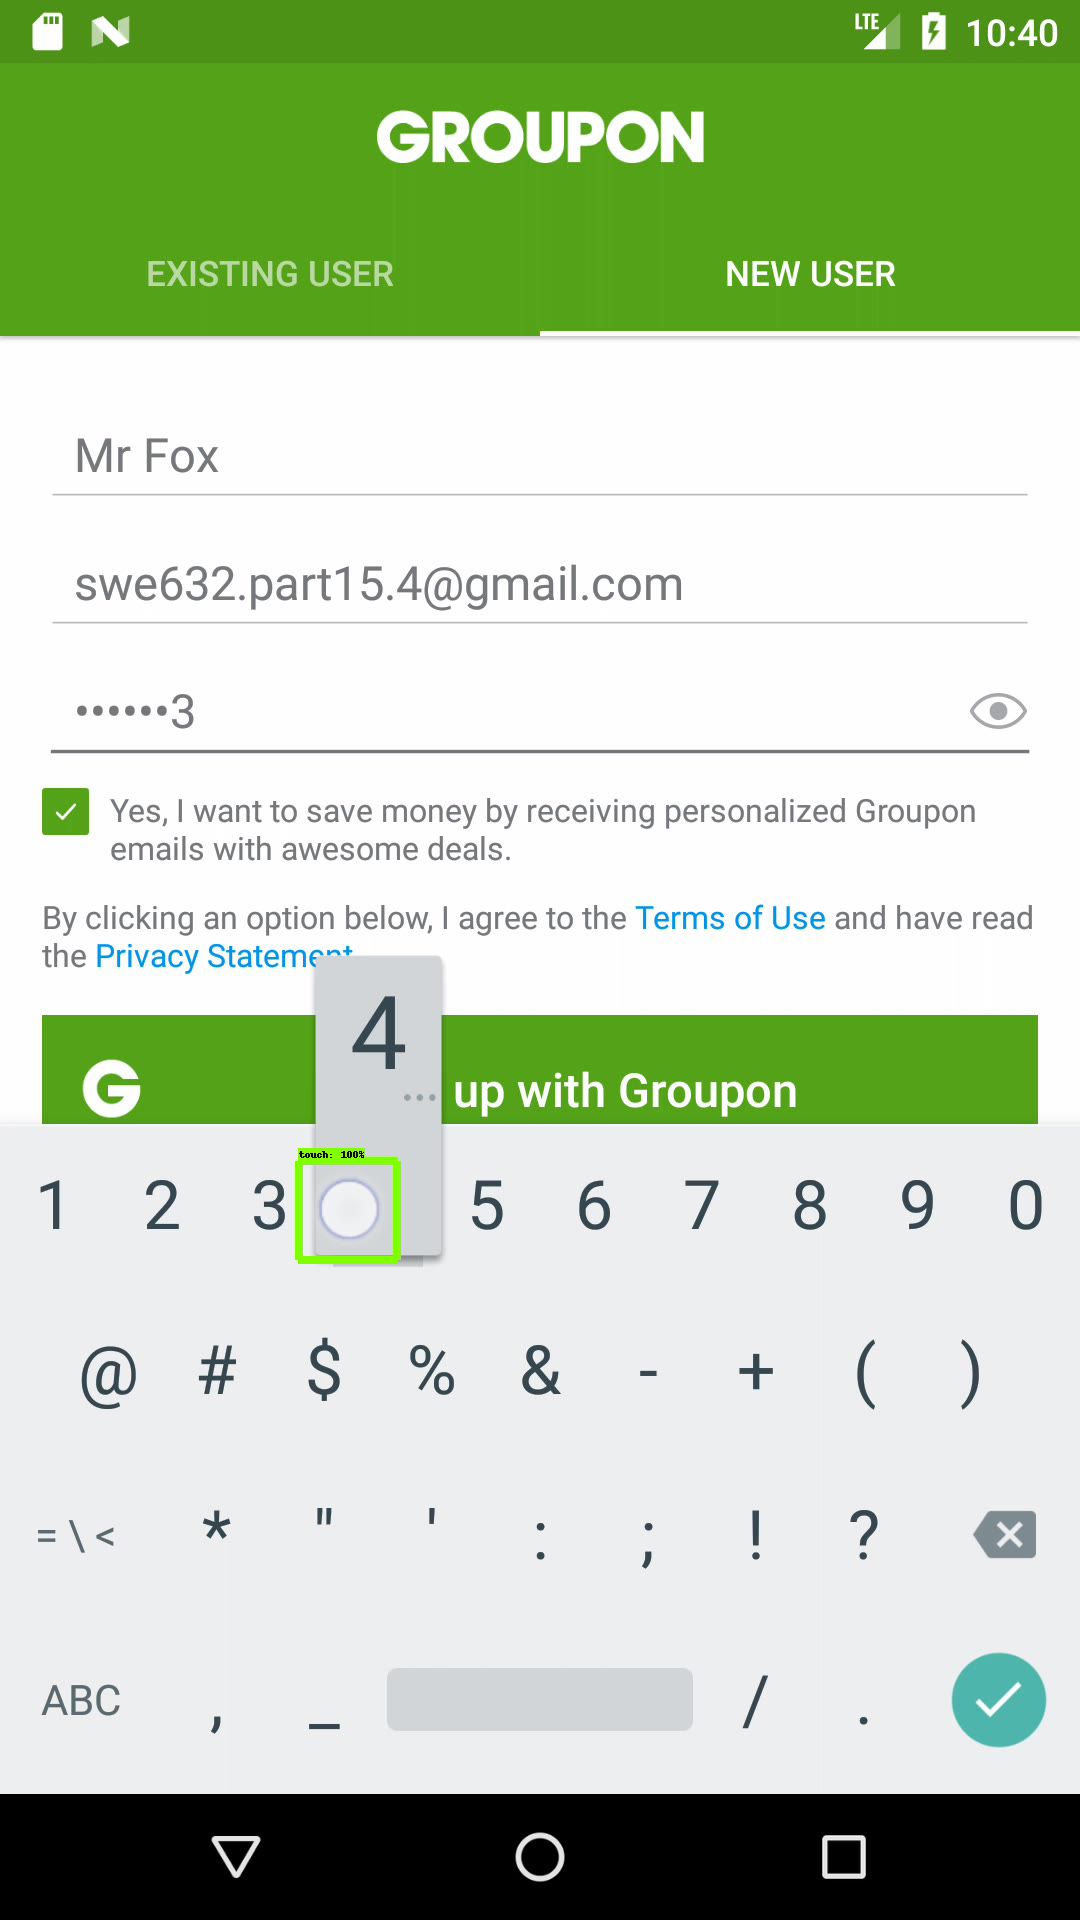 LTE 10:40
GROUPON
EXISTING USER NEW USER
Mr Fox
swe632.part15.4@gmail.com
••••••3
Yes, I want to save money by receiving personalized Groupon
emails with awesome deals.
By clicking an option below, I agree to the Terms of Use and have read
the Privacy Statement
4
...
G up with Groupon
touch: 100%
1 2 3 5 6 7 8 9 0
@ # $ % & - + ( )
= \ < * " ' : ; ! ?
ABC , _ / .